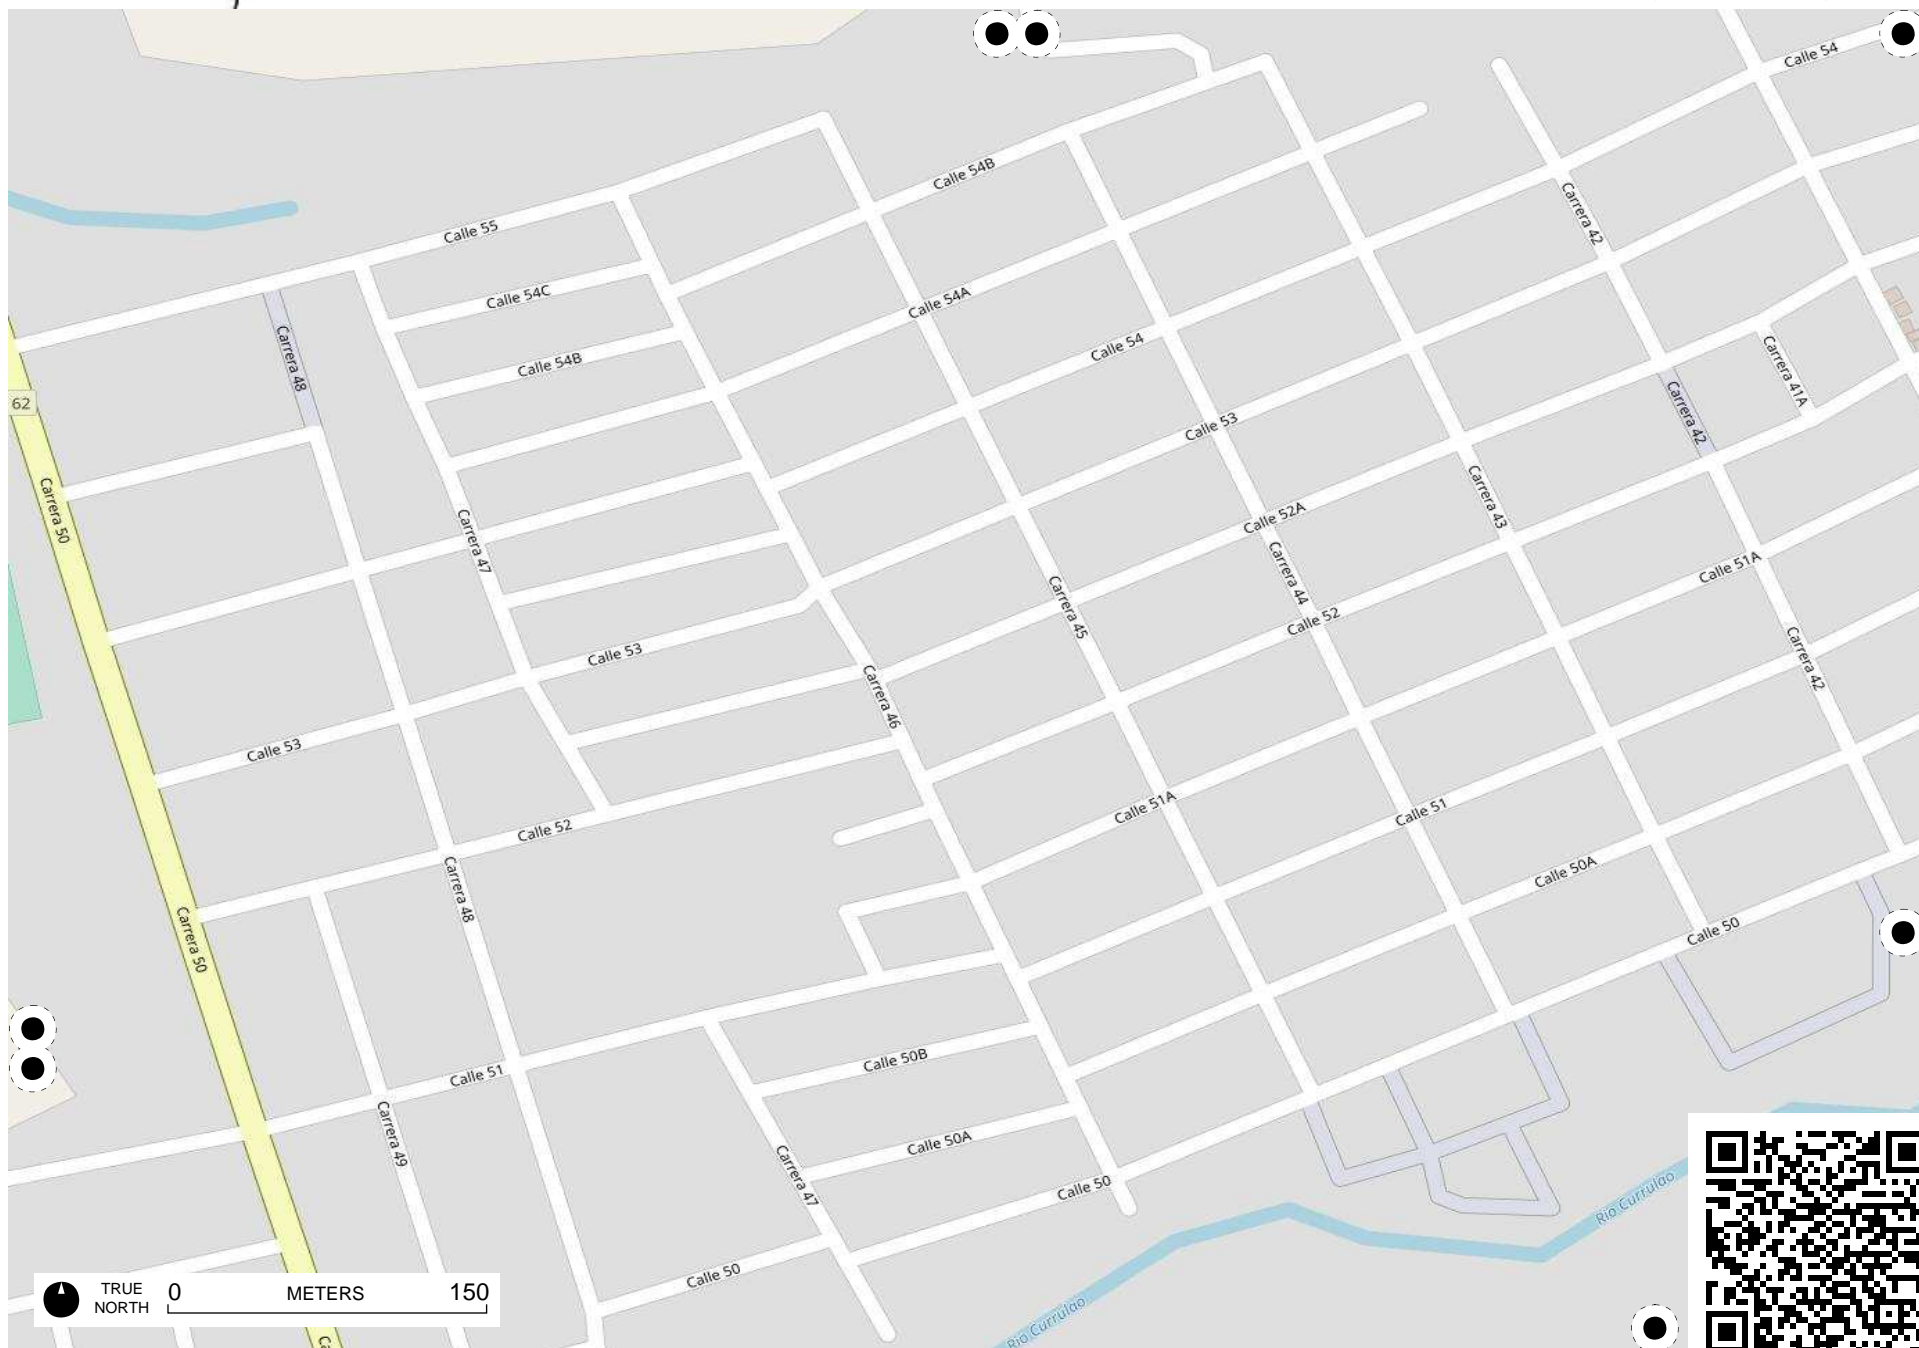 Calle 54
Calle 54B
Carrera 42
Calle 55
Calle 54C
Calle 54A
Carrera 48
Calle 54
Calle 54B
Carrera 41A
62
Carrera 42
Calle 53
Carrera 50
Carrera 43
Calle 52A
Carrera 47
Carrera 44
Calle 51A
Carrera 45
Calle 52
Calle 53
Carrera 42
Carrera 46
Calle 53
Calle 51A
Calle 51
Calle 52
Carrera 48
Calle 50A
Carrera 50
Calle 50
Calle 50B
Calle 51
Carrera 49
Calle 50A
Carrera 47
Calle 50
Rio Currulao
Calle 50
Rio Currulao
TRUE
NORTH
0 METERS 150